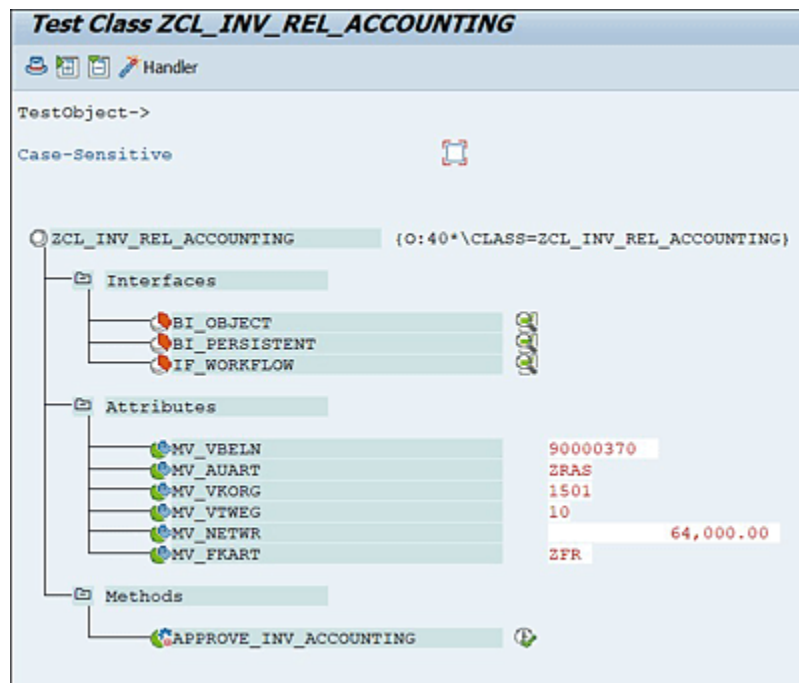 Test Class ZCL_INV_REL_ACCOUNTING
Handler
TestObject->
Case-Sensitive
ZCL_INV_REL_ACCOUNTING {O:40*\CLASS=ZCL_INV_REL_ACCOUNTING}
Interfaces
BI_OBJECT
BI_PERSISTENT
IF_WORKFLOW
Attributes
MV_VBELN 90000370
MV_AUART ZRAS
MV_VKORG 1501
MV_VTWEG 10
MV_NETWR 64,000.00
MV_FKART ZFR
Methods
APPROVE_INV_ACCOUNTING